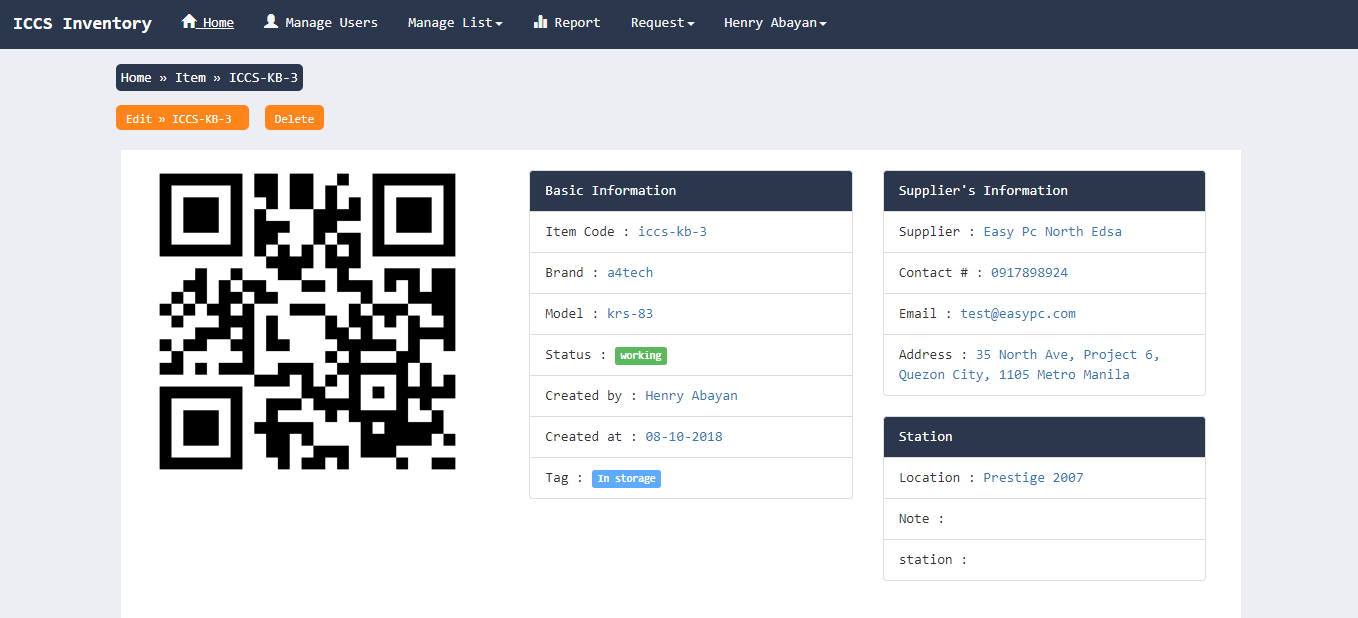 ICCS Inventory Home Manage Users Manage List Report Request Henry Abayan
Home » Item » ICCS-KB-3
Edit » ICCS-KB-3 Delete
Basic Information
Item Code : iccs-kb-3
Brand : a4tech
Model : krs-83
Status : working
Created by : Henry Abayan
Created at : 08-10-2018
Tag : In storage
Supplier's Information
Supplier : Easy Pc North Edsa
Contact # : 0917898924
Email : test@easypc.com
Address : 35 North Ave, Project 6,
Quezon City, 1105 Metro Manila
Station
Location : Prestige 2007
Note :
station :